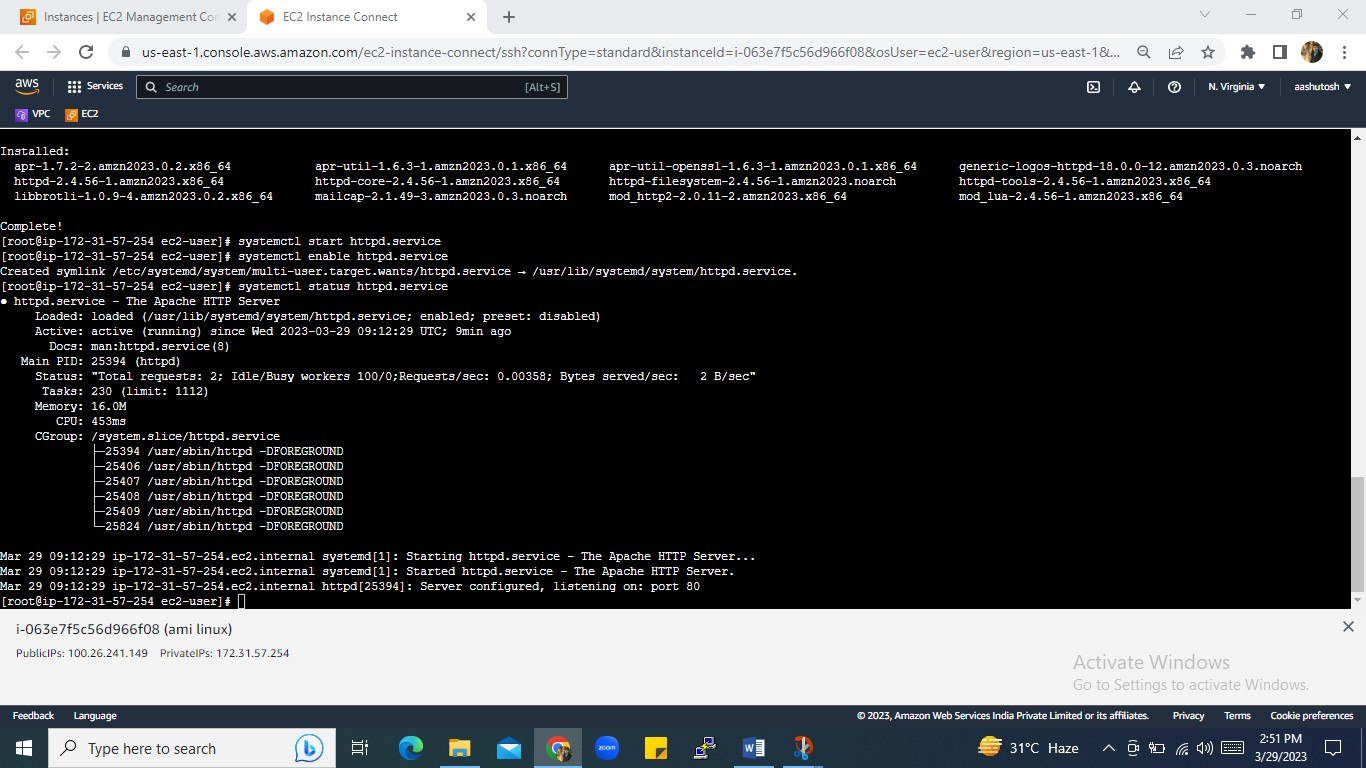 Instances | EC2 Management Con
EC2 Instance Connect
us-east-1.console.aws.amazon.com/ec2-instance-connect/ssh?connType=standard&instanceId=i-063e7f5c56d966f08&osUser=ec2-user&region=us-east-1&...
aws
Services
Search
[Alt+S]
N. Virginia
aashutosh
VPC
EC2
Installed:
apr-1.7.2-2.amzn2023.0.2.x86_64 apr-util-1.6.3-1.amzn2023.0.1.x86_64 apr-util-openssl-1.6.3-1.amzn2023.0.1.x86_64 generic-logos-httpd-18.0.0-12.amzn2023.0.3.noarch
httpd-2.4.56-1.amzn2023.x86_64 httpd-core-2.4.56-1.amzn2023.x86_64 httpd-filesystem-2.4.56-1.amzn2023.noarch httpd-tools-2.4.56-1.amzn2023.x86_64
libbrotli-1.0.9-4.amzn2023.0.2.x86_64 mailcap-2.1.49-3.amzn2023.0.3.noarch mod_http2-2.0.11-2.amzn2023.x86_64 mod_lua-2.4.56-1.amzn2023.x86_64
Complete!
[root@ip-172-31-57-254 ec2-user]# systemctl start httpd.service
[root@ip-172-31-57-254 ec2-user]# systemctl enable httpd.service
Created symlink /etc/systemd/system/multi-user.target.wants/httpd.service → /usr/lib/systemd/system/httpd.service.
[root@ip-172-31-57-254 ec2-user]# systemctl status httpd.service
● httpd.service - The Apache HTTP Server
Loaded: loaded (/usr/lib/systemd/system/httpd.service; enabled; preset: disabled)
Active: active (running) since Wed 2023-03-29 09:12:29 UTC; 9min ago
Docs: man:httpd.service(8)
Main PID: 25394 (httpd)
Status: "Total requests: 2; Idle/Busy workers 100/0;Requests/sec: 0.00358; Bytes served/sec:   2 B/sec"
Tasks: 230 (limit: 1112)
Memory: 16.0M
CPU: 453ms
CGroup: /system.slice/httpd.service
├─25394 /usr/sbin/httpd -DFOREGROUND
├─25406 /usr/sbin/httpd -DFOREGROUND
├─25407 /usr/sbin/httpd -DFOREGROUND
├─25408 /usr/sbin/httpd -DFOREGROUND
├─25409 /usr/sbin/httpd -DFOREGROUND
└─25824 /usr/sbin/httpd -DFOREGROUND
Mar 29 09:12:29 ip-172-31-57-254.ec2.internal systemd[1]: Starting httpd.service - The Apache HTTP Server...
Mar 29 09:12:29 ip-172-31-57-254.ec2.internal systemd[1]: Started httpd.service - The Apache HTTP Server.
Mar 29 09:12:29 ip-172-31-57-254.ec2.internal httpd[25394]: Server configured, listening on: port 80
[root@ip-172-31-57-254 ec2-user]#
i-063e7f5c56d966f08 (ami linux)
PublicIPs: 100.26.241.149 PrivateIPs: 172.31.57.254
Activate Windows
Go to Settings to activate Windows.
Feedback Language
© 2023, Amazon Web Services India Private Limited or its affiliates. Privacy Terms Cookie preferences
Type here to search
zoom
31°C Haze
2:51 PM
3/29/2023